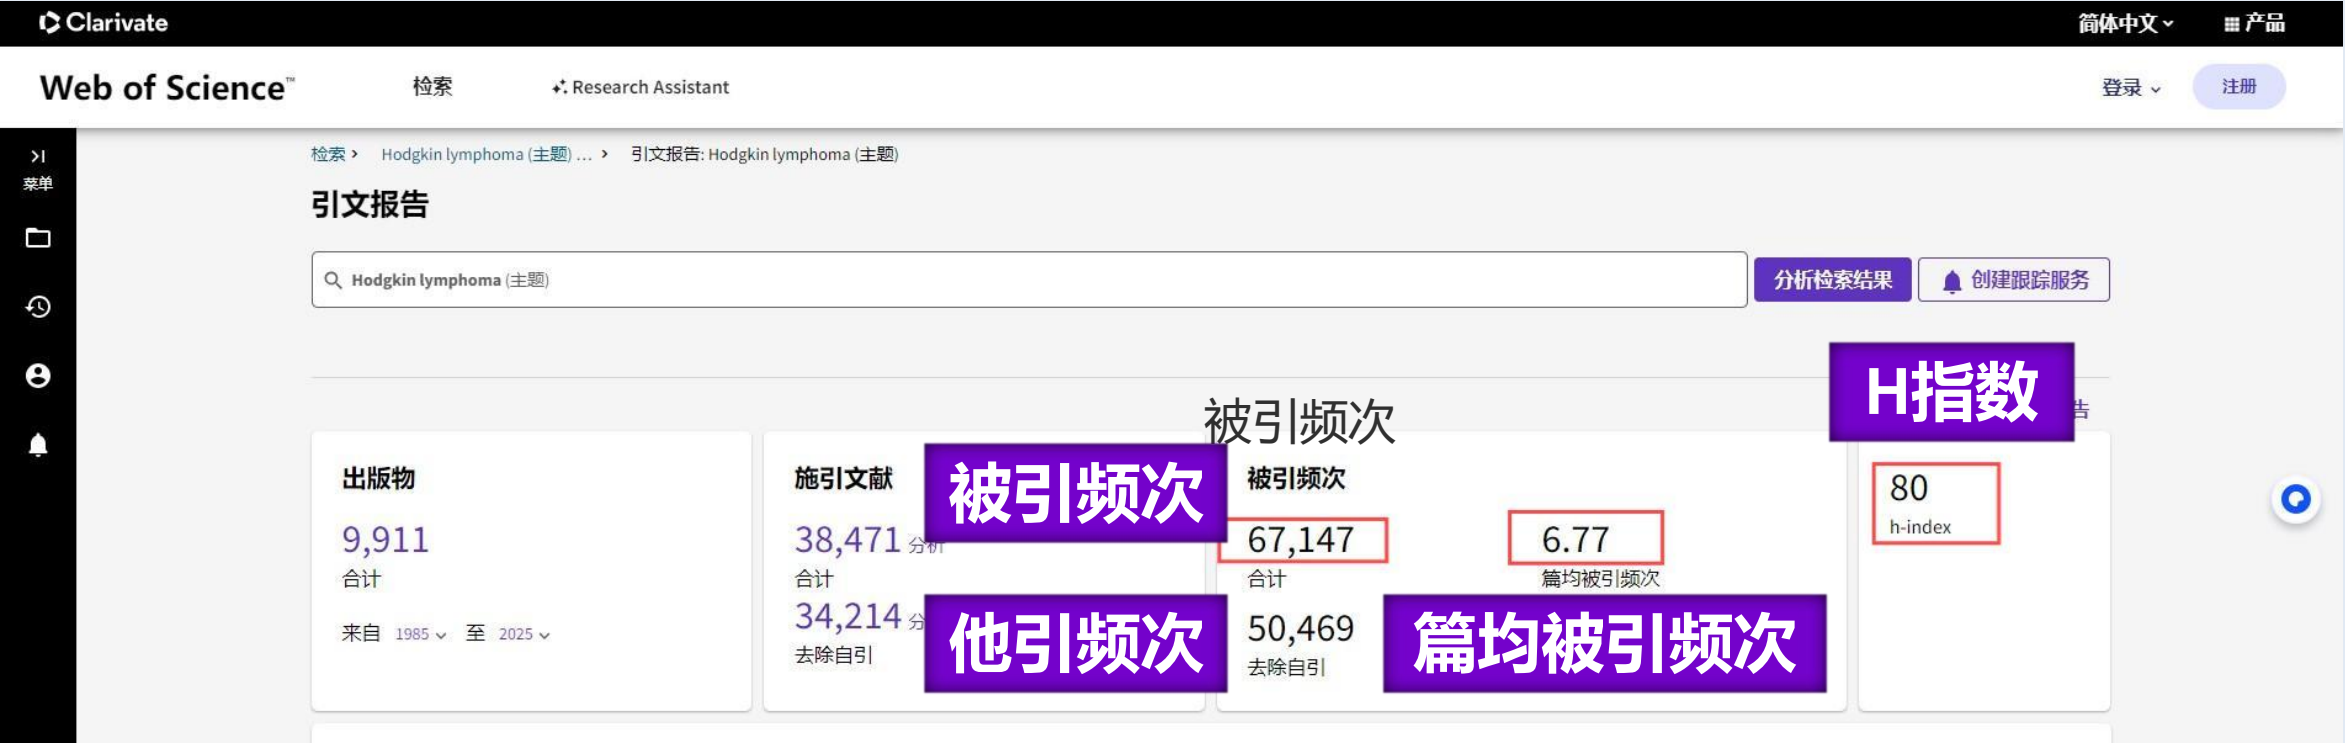 Clarivate
简体中文
产品
Web of Science™
检索
Research Assistant
登录
注册
菜单
检索 > Hodgkin lymphoma (主题) … > 引文报告: Hodgkin lymphoma (主题)
引文报告
Hodgkin lymphoma (主题)
分析检索结果
创建跟踪服务
H指数
告
被引频次
出版物
9,911
合计
来自 1985 至 2025
施引文献
38,471 分析
合计
34,214 分
去除自引
被引频次
他引频次
被引频次
67,147
合计
6.77
篇均被引频次
50,469
去除自引
篇均被引频次
80
h-index